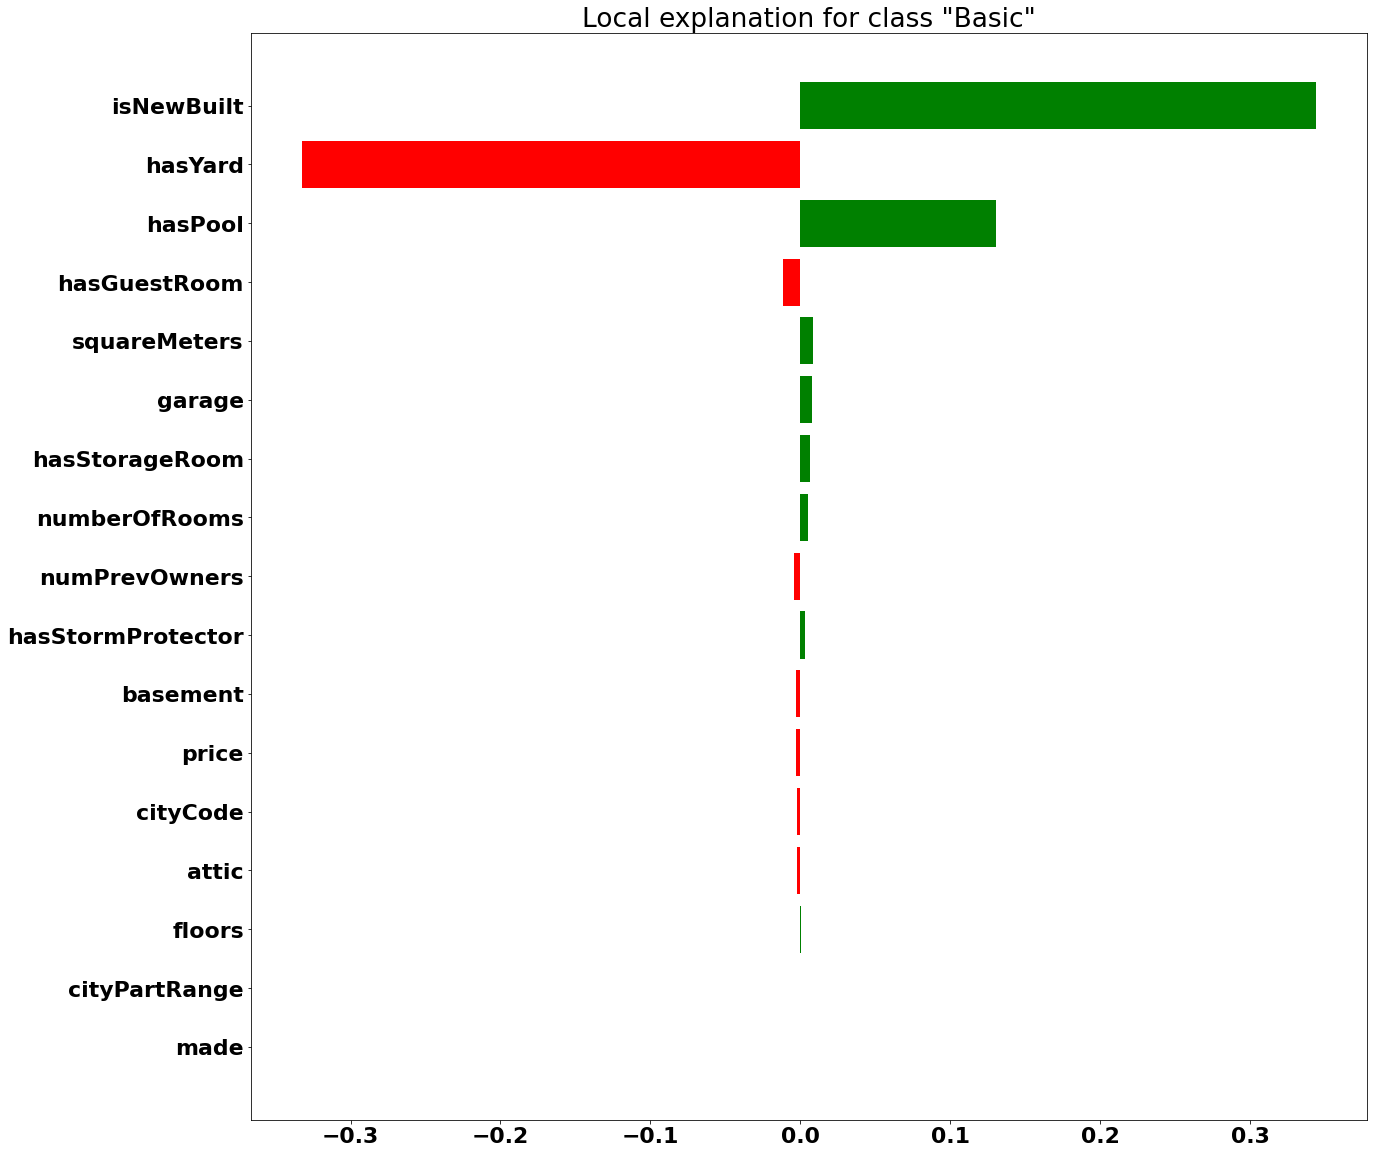 Local explanation for class "Basic"
isNewBuilt
hasYard
hasPool
hasGuestRoom
squareMeters
garage
hasStorageRoom
numberOfRooms
numPrevOwners
hasStormProtector
basement
price
cityCode
attic
floors
cityPartRange
made
−0.3 −0.2 −0.1 0.0 0.1 0.2 0.3